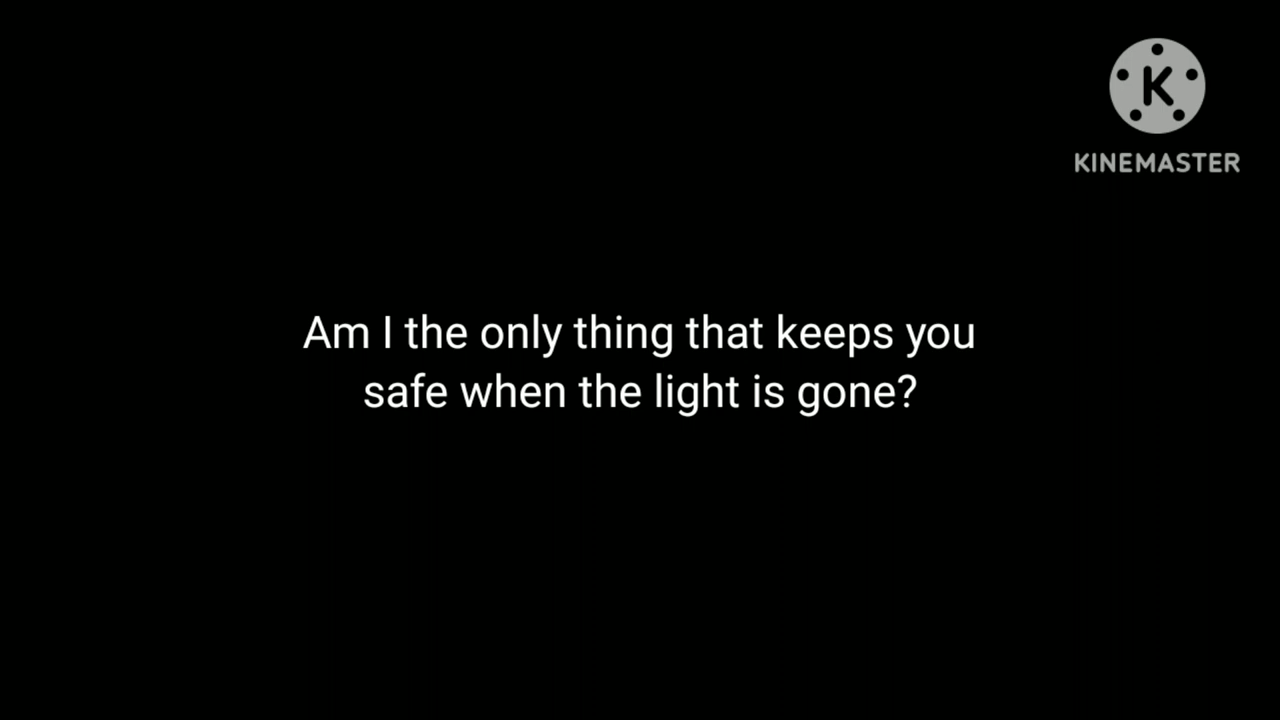 K
KINEMASTER
Am I the only thing that keeps you
safe when the light is gone?